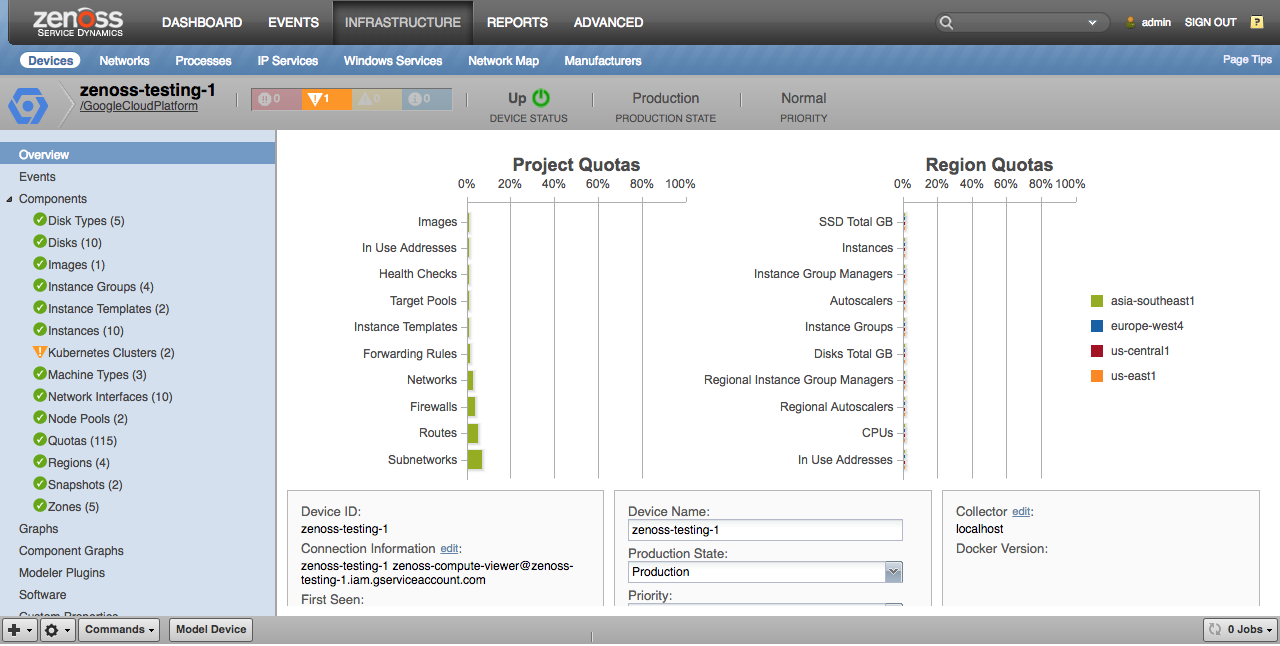 zenoss
SERVICE DYNAMICS
DASHBOARD EVENTS INFRASTRUCTURE REPORTS ADVANCED
admin SIGN OUT ?
Devices Networks Processes IP Services Windows Services Network Map Manufacturers Page Tips
zenoss-testing-1
/GoogleCloudPlatform
0 1 0 0
Up Production Normal
DEVICE STATUS PRODUCTION STATE PRIORITY
Overview
Events
Components
Disk Types (5)
Disks (10)
Images (1)
Instance Groups (4)
Instance Templates (2)
Instances (10)
Kubernetes Clusters (2)
Machine Types (3)
Network Interfaces (10)
Node Pools (2)
Quotas (115)
Regions (4)
Snapshots (2)
Zones (5)
Graphs
Component Graphs
Modeler Plugins
Software
Custom Properties
Project Quotas
0% 20% 40% 60% 80% 100%
Images
In Use Addresses
Health Checks
Target Pools
Instance Templates
Forwarding Rules
Networks
Firewalls
Routes
Subnetworks
Region Quotas
0% 20% 40% 60% 80% 100%
SSD Total GB
Instances
Instance Group Managers
Autoscalers
Instance Groups
Disks Total GB
Regional Instance Group Managers
Regional Autoscalers
CPUs
In Use Addresses
asia-southeast1
europe-west4
us-central1
us-east1
Device ID:
zenoss-testing-1
Connection Information edit:
zenoss-testing-1 zenoss-compute-viewer@zenoss-
testing-1.iam.gserviceaccount.com
First Seen:
Device Name:
zenoss-testing-1
Production State:
Production
Priority:
Collector edit:
localhost
Docker Version:
Commands Model Device 0 Jobs